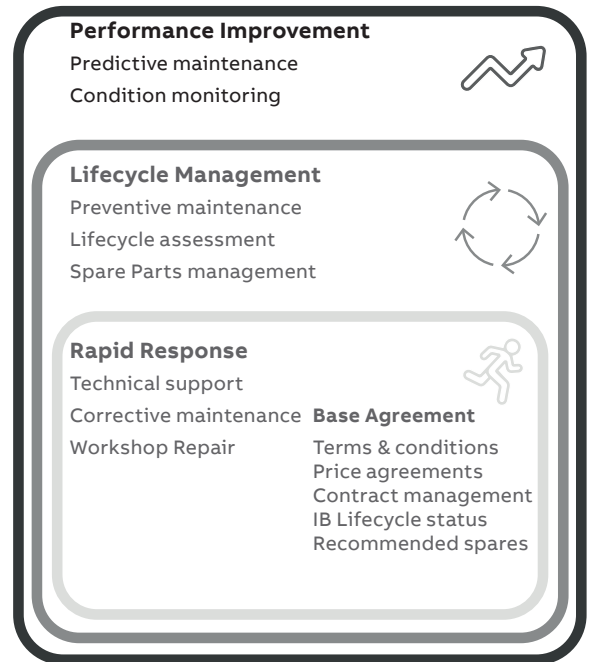 Performance Improvement
Predictive maintenance
Condition monitoring
Lifecycle Management
Preventive maintenance
Lifecycle assessment
Spare Parts management
Rapid Response
Technical support
Corrective maintenance
Workshop Repair
Base Agreement
Terms & conditions
Price agreements
Contract management
IB Lifecycle status
Recommended spares